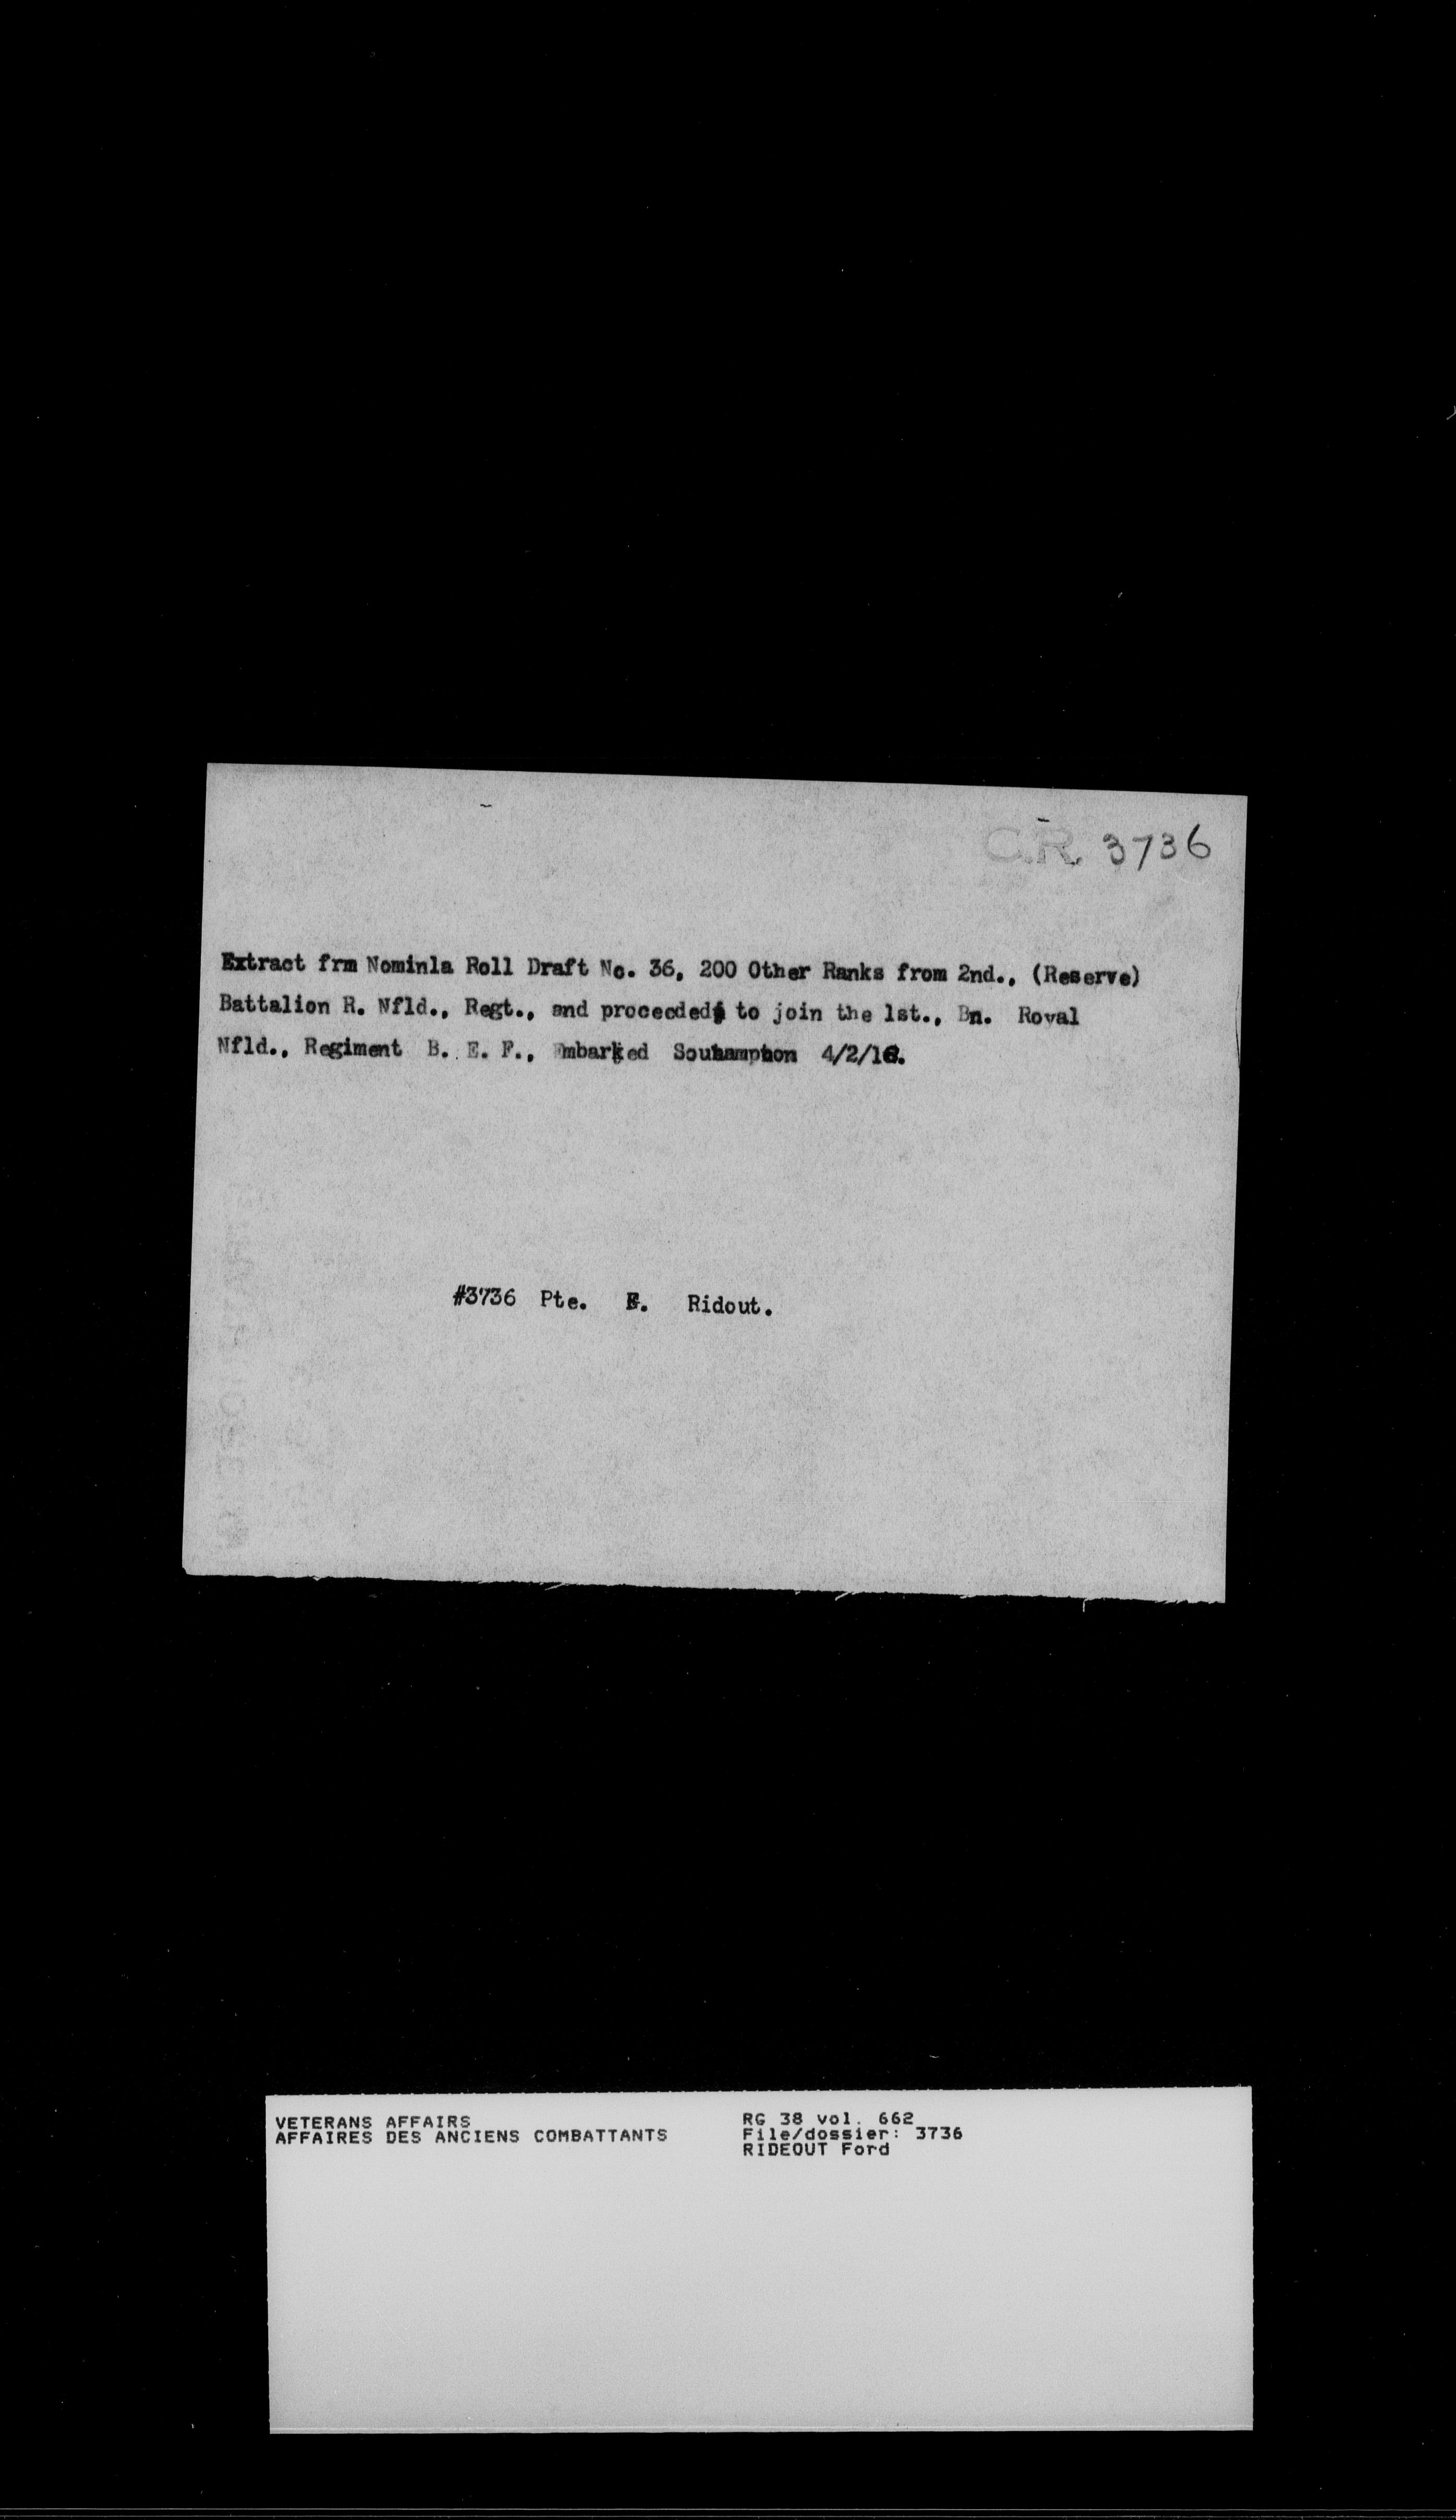 C.R. 3736
Extract frm Nominla Roll Draft No. 36, 200 Other Ranks from 2nd., (Reserve)
Battalion R. Nfld., Regt., and proceeded to join the 1st., Bn. Royal
Nfld., Regiment B. E. F., Embarked Southampton 4/2/18.
#3736 Pte. F. Ridout.
VETERANS AFFAIRS
AFFAIRES DES ANCIENS COMBATTANTS
RG 38 vol. 662
File/dossier: 3736
RIDEOUT Ford